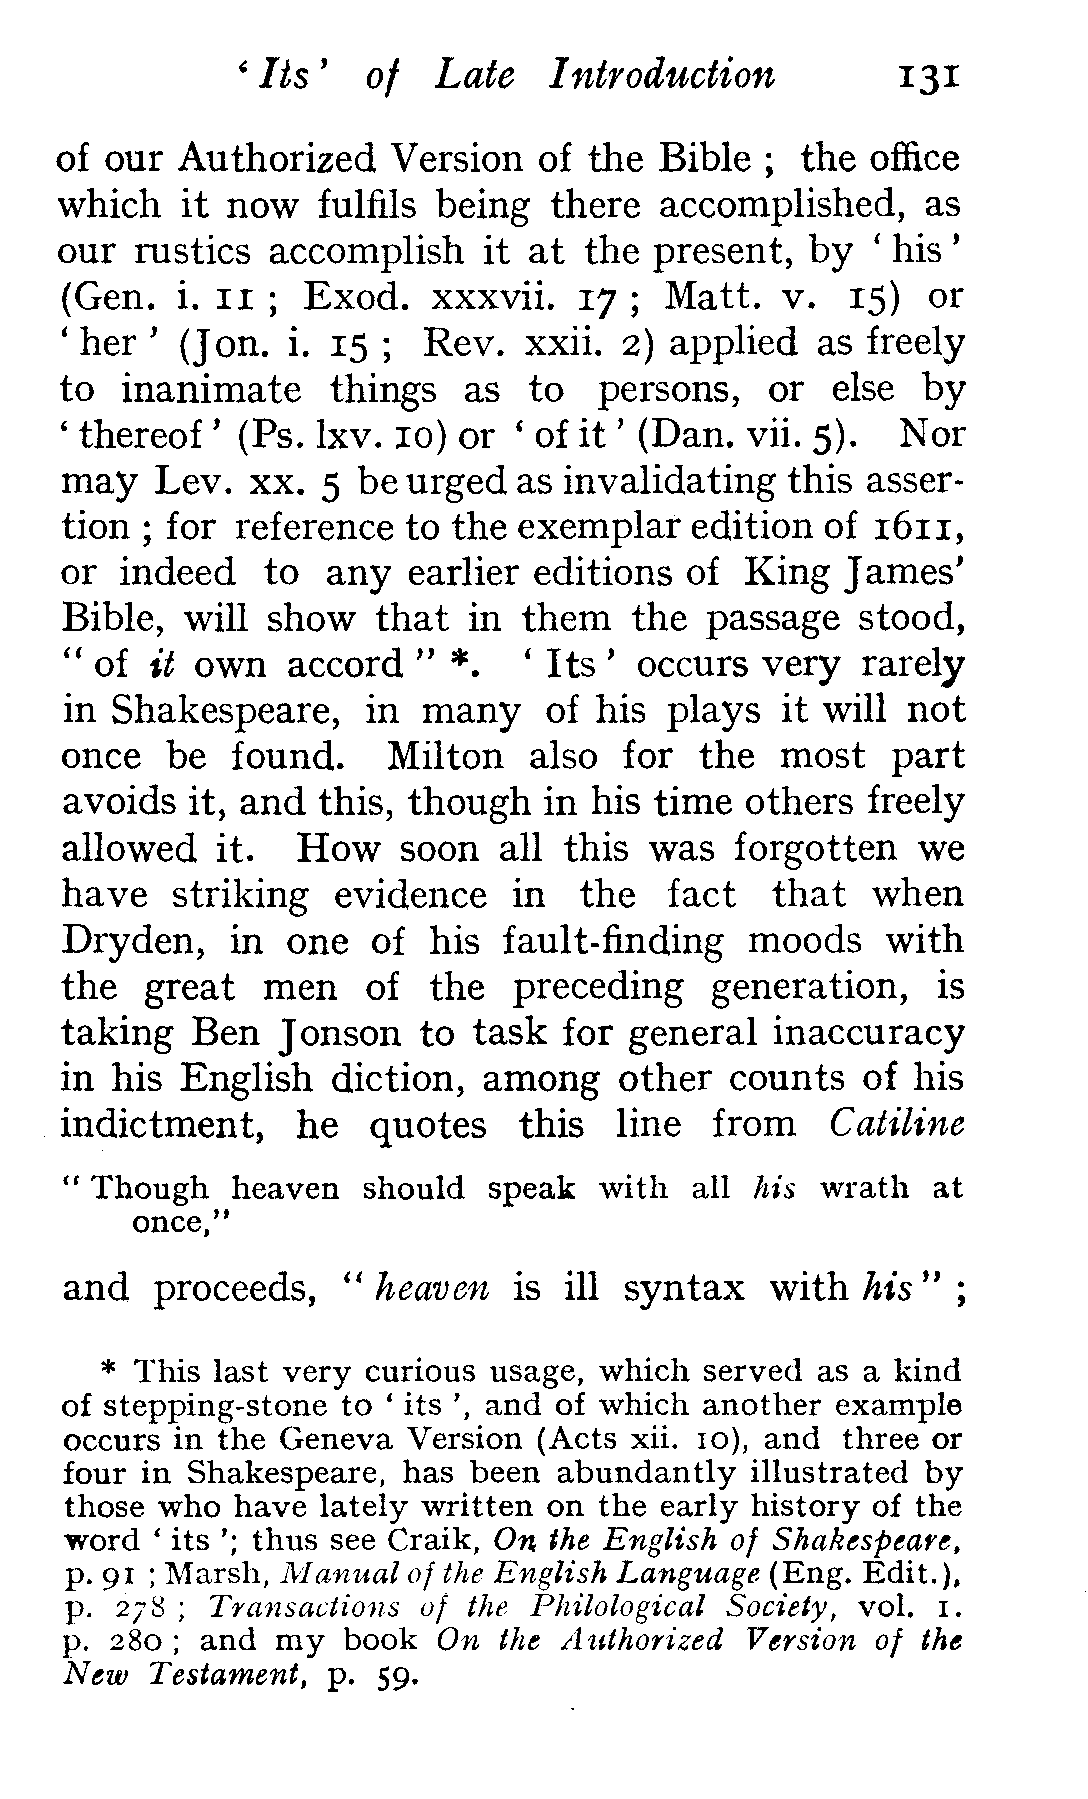 ‘ Its ’ of Late Introduction 131
of our Authorized Version of the Bible ; the office
which it now fulfils being there accomplished, as
our rustics accomplish it at the present, by ‘ his ’
(Gen. i. 11 ; Exod. xxxvii. 17 ; Matt. v. 15) or
‘ her ’ (Jon. i. 15 ; Rev. xxii. 2) applied as freely
to inanimate things as to persons, or else by
‘ thereof ’ (Ps. lxv. 10) or ‘ of it ’ (Dan. vii. 5). Nor
may Lev. xx. 5 be urged as invalidating this asser-
tion ; for reference to the exemplar edition of 1611,
or indeed to any earlier editions of King James’
Bible, will show that in them the passage stood,
“ of it own accord ” *. ‘ Its ’ occurs very rarely
in Shakespeare, in many of his plays it will not
once be found. Milton also for the most part
avoids it, and this, though in his time others freely
allowed it. How soon all this was forgotten we
have striking evidence in the fact that when
Dryden, in one of his fault-finding moods with
the great men of the preceding generation, is
taking Ben Jonson to task for general inaccuracy
in his English diction, among other counts of his
indictment, he quotes this line from Catiline
“ Though heaven should speak with all his wrath at
once,”
and proceeds, “ heaven is ill syntax with his ” ;
* This last very curious usage, which served as a kind
of stepping-stone to ‘ its ’, and of which another example
occurs in the Geneva Version (Acts xii. 10), and three or
four in Shakespeare, has been abundantly illustrated by
those who have lately written on the early history of the
word ‘ its ’; thus see Craik, On the English of Shakespeare,
p. 91 ; Marsh, Manual of the English Language (Eng. Edit.),
p. 278 ; Transactions of the Philological Society, vol. 1.
p. 280 ; and my book On the Authorized Version of the
New Testament, p. 59.